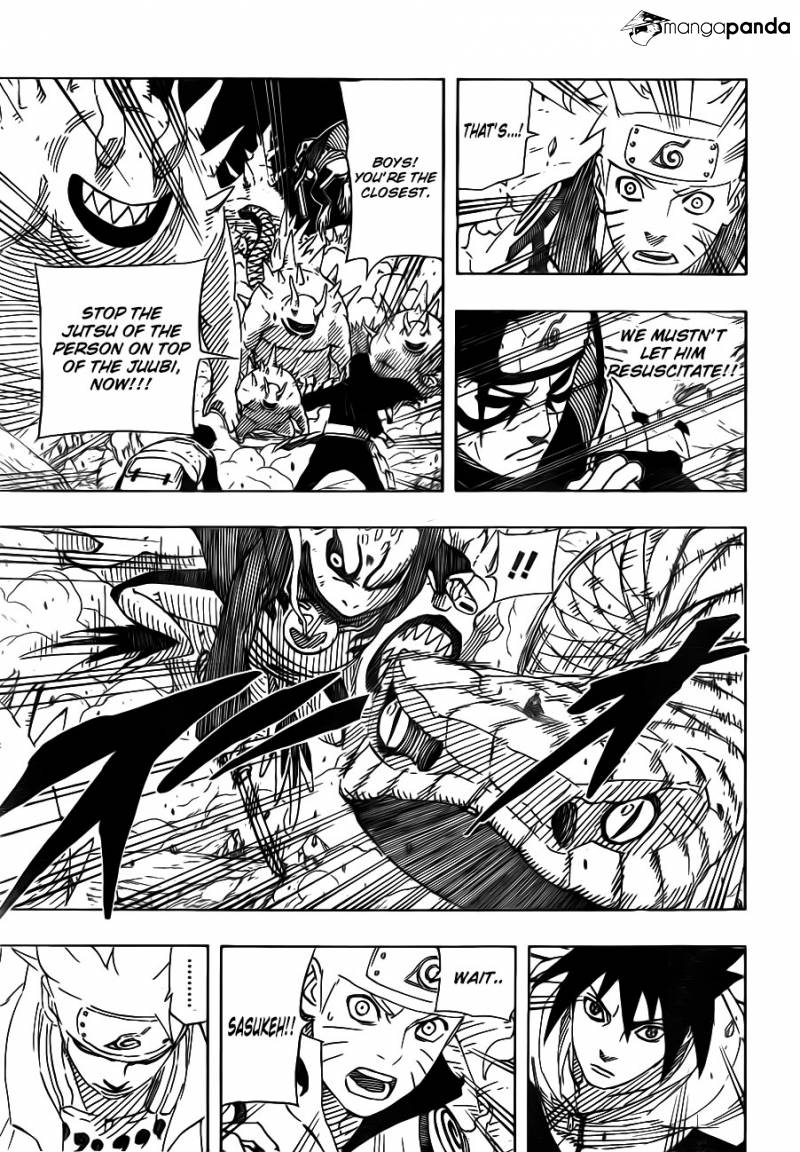 mangapanda
THAT'S...!
BOYS!
YOU'RE THE
CLOSEST.
STOP THE
JUTSU OF THE
PERSON ON TOP
OF THE JUUBI,
NOW!!!
WE MUSTN'T
LET HIM
RESUSCITATE!!
!!
WAIT..
SASUKEH!!
........